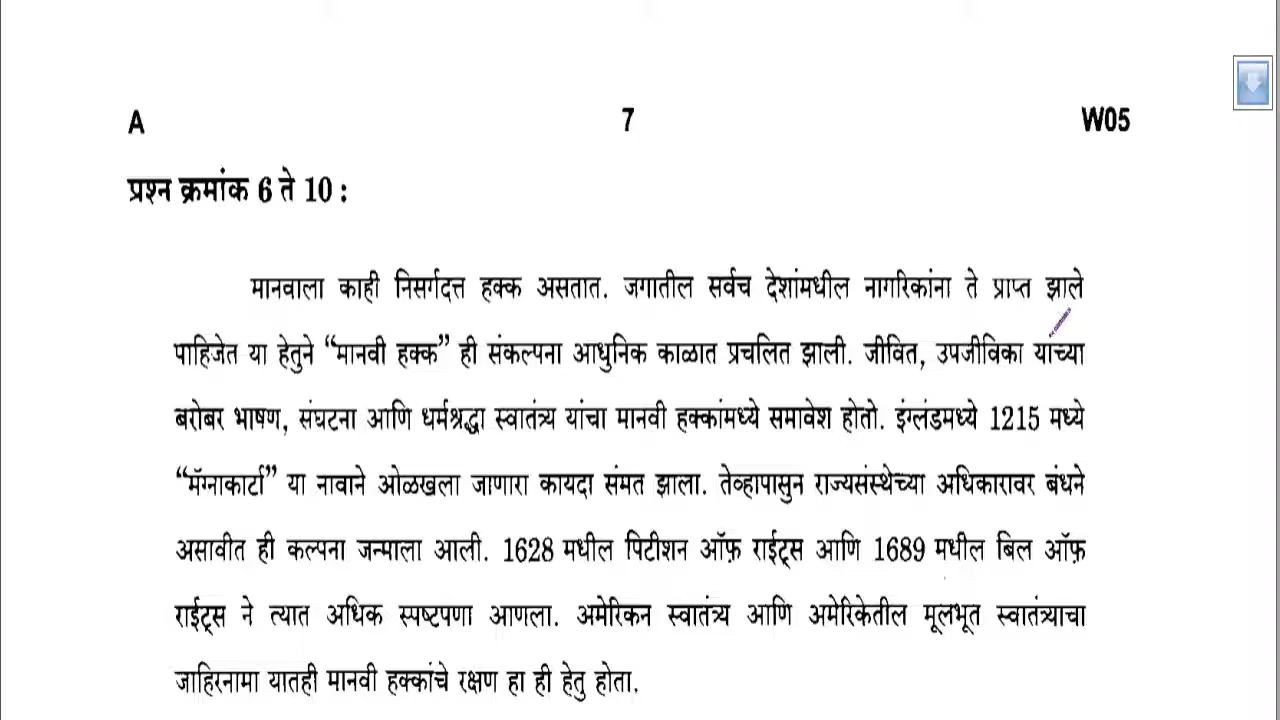 A 7 W05
प्रश्न क्रमांक 6 ते 10 :
मानवाला काही निसर्गदत्त हक्क असतात. जगातील सर्वच देशांमधील नागरिकांना ते प्राप्त झाले
पाहिजेत या हेतुने “मानवी हक्क” ही संकल्पना आधुनिक काळात प्रचलित झाली. जीवित, उपजीविका यांच्या
बरोबर भाषण, संघटना आणि धर्मश्रद्धा स्वातंत्र्य यांचा मानवी हक्कांमध्ये समावेश होतो. इंग्लंडमध्ये 1215 मध्ये
“मॅग्नाकार्टा” या नावाने ओळखला जाणारा कायदा संमत झाला. तेव्हापासुन राज्यसंस्थेच्या अधिकारावर बंधने
असावीत ही कल्पना जन्माला आली. 1628 मधील पिटीशन ऑफ़ राईट्स आणि 1689 मधील बिल ऑफ़
राईट्स ने त्यात अधिक स्पष्टपणा आणला. अमेरिकन स्वातंत्र्य आणि अमेरिकेतील मूलभूत स्वातंत्र्याचा
जाहिरनामा यातही मानवी हक्कांचे रक्षण हा ही हेतु होता.